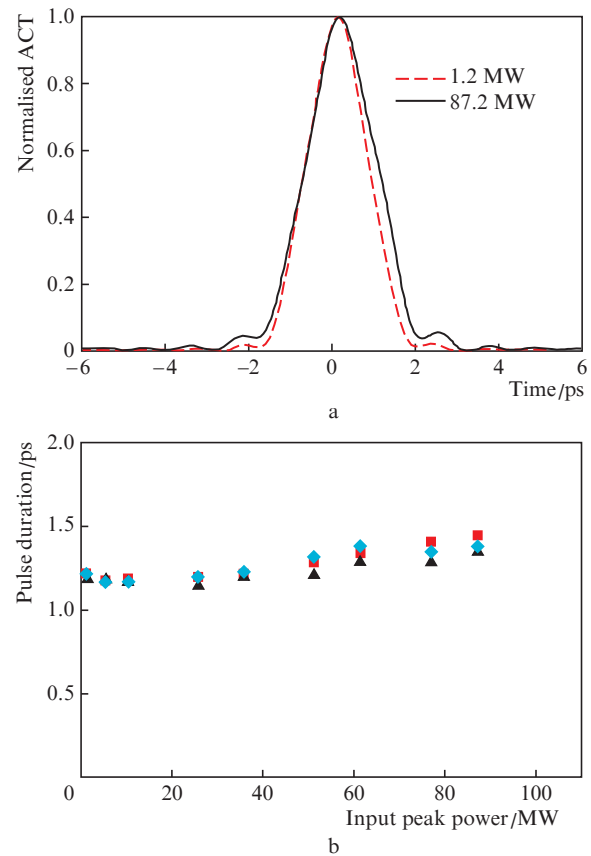 Normalised ACT
1.0
0.8
0.6
0.4
0.2
0
−6
−4
−2
0
2
4
6
Time/ps
1.2 MW
87.2 MW
a
Pulse duration/ps
2.0
1.5
1.0
0.5
0
20
40
60
80
100
Input peak power/MW
b